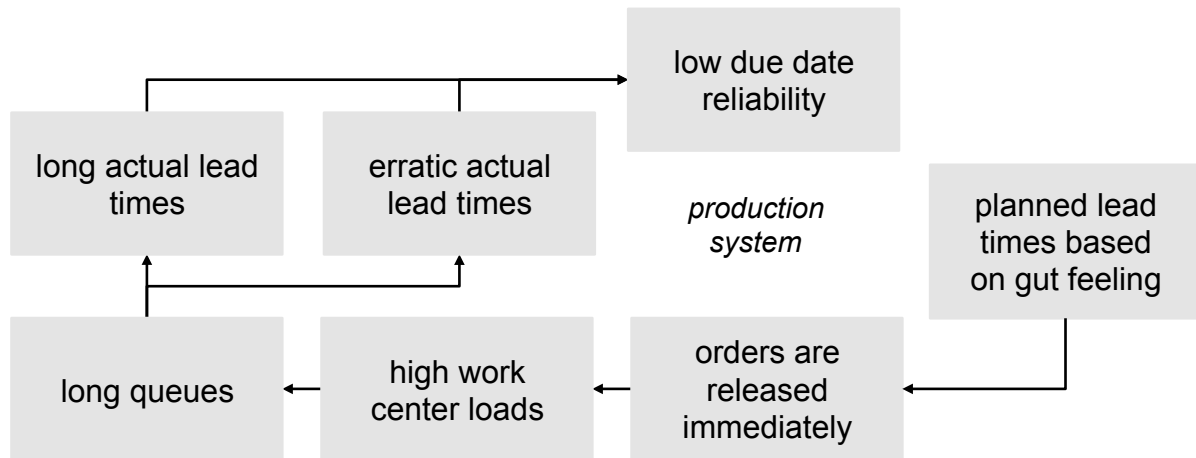 low due date
reliability
long actual lead
times
erratic actual
lead times
production
system
planned lead
times based
on gut feeling
long queues
high work
center loads
orders are
released
immediately